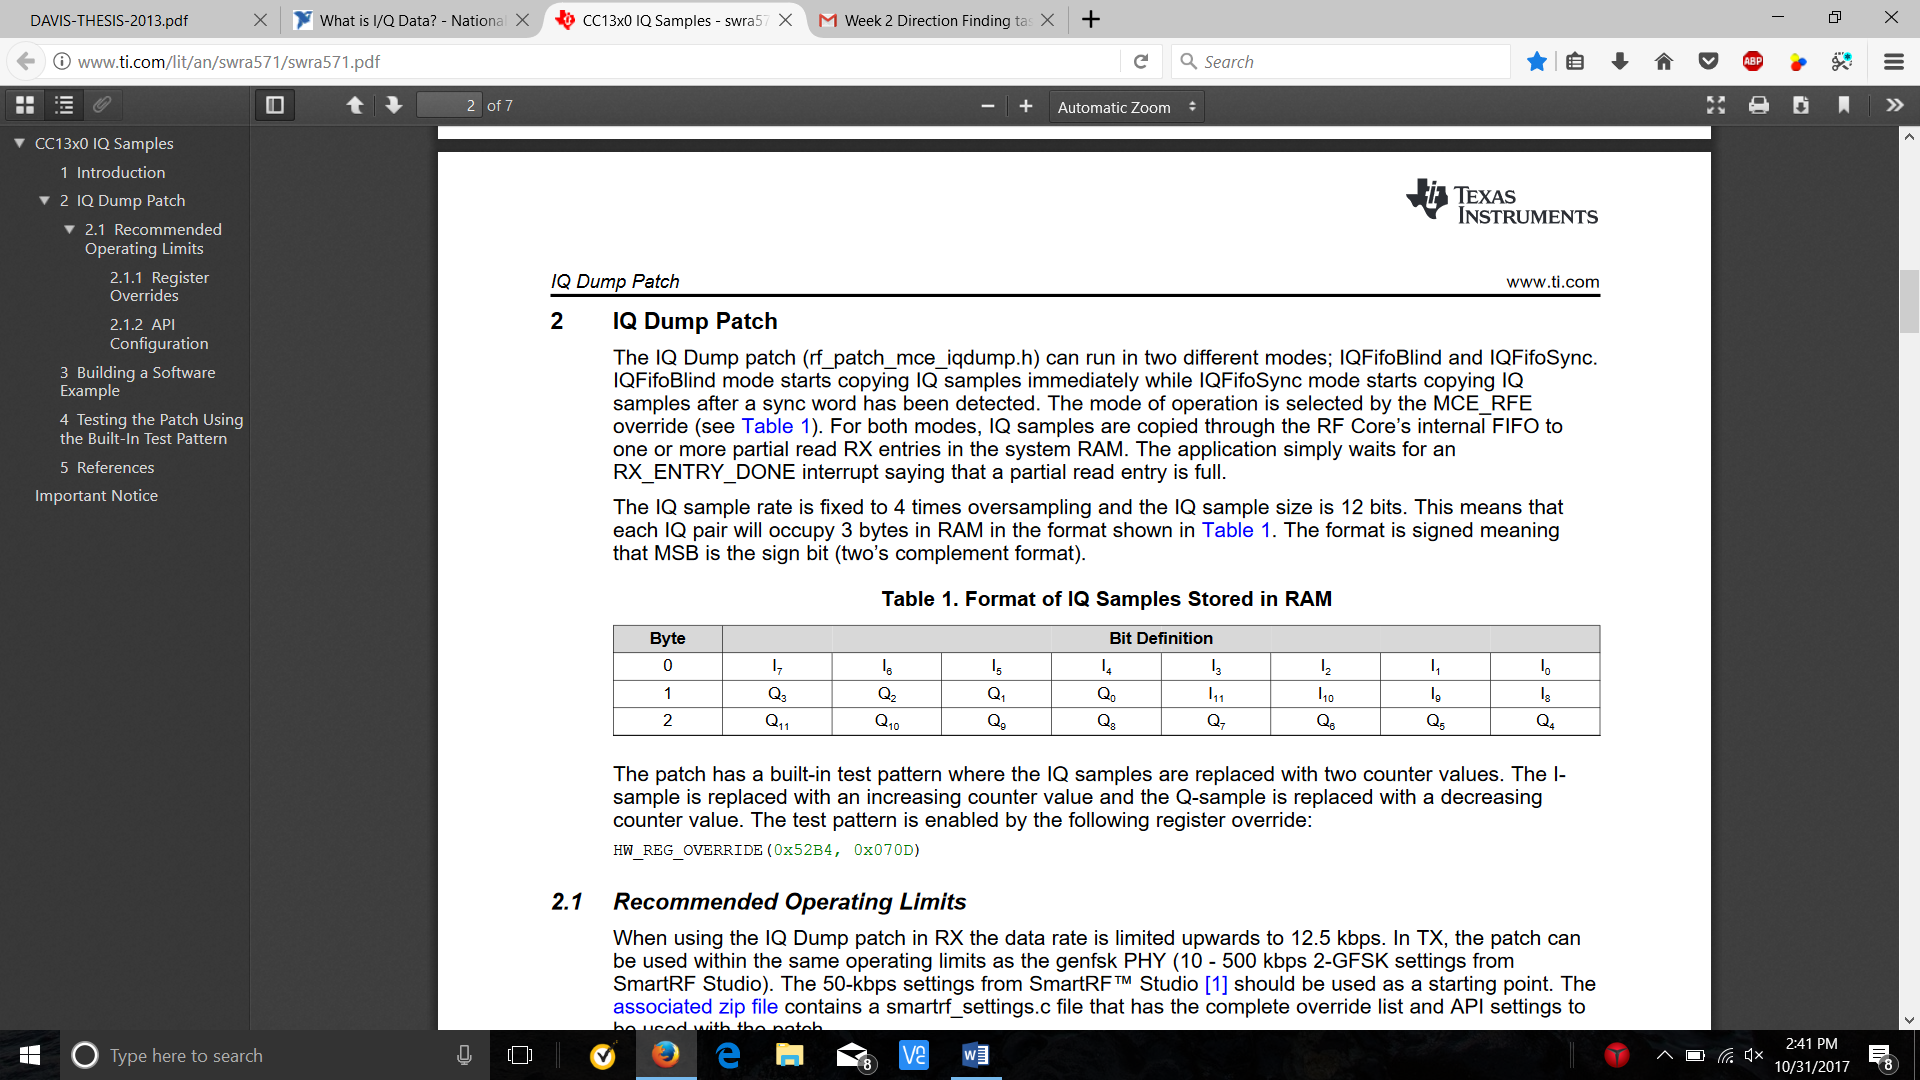 DAVIS-THESIS-2013.pdf
What is I/Q Data? - National
CC13x0 IQ Samples - swra57
Week 2 Direction Finding tas
www.ti.com/lit/an/swra571/swra571.pdf
Search
ABP
2 of 7
Automatic Zoom
CC13x0 IQ Samples
1 Introduction
2 IQ Dump Patch
2.1 Recommended
Operating Limits
2.1.1 Register
Overrides
2.1.2 API
Configuration
3 Building a Software
Example
4 Testing the Patch Using
the Built-In Test Pattern
5 References
Important Notice
TEXAS
INSTRUMENTS
IQ Dump Patch www.ti.com
2 IQ Dump Patch
The IQ Dump patch (rf_patch_mce_iqdump.h) can run in two different modes; IQFifoBlind and IQFifoSync.
IQFifoBlind mode starts copying IQ samples immediately while IQFifoSync mode starts copying IQ
samples after a sync word has been detected. The mode of operation is selected by the MCE_RFE
override (see Table 1). For both modes, IQ samples are copied through the RF Core's internal FIFO to
one or more partial read RX entries in the system RAM. The application simply waits for an
RX_ENTRY_DONE interrupt saying that a partial read entry is full.
The IQ sample rate is fixed to 4 times oversampling and the IQ sample size is 12 bits. This means that
each IQ pair will occupy 3 bytes in RAM in the format shown in Table 1. The format is signed meaning
that MSB is the sign bit (two's complement format).
Table 1. Format of IQ Samples Stored in RAM
Byte Bit Definition
0 I7 I6 I5 I4 I3 I2 I1 I0
1 Q3 Q2 Q1 Q0 I11 I10 I9 I8
2 Q11 Q10 Q9 Q8 Q7 Q6 Q5 Q4
The patch has a built-in test pattern where the IQ samples are replaced with two counter values. The I-
sample is replaced with an increasing counter value and the Q-sample is replaced with a decreasing
counter value. The test pattern is enabled by the following register override:
HW_REG_OVERRIDE(0x52B4, 0x070D)
2.1 Recommended Operating Limits
When using the IQ Dump patch in RX the data rate is limited upwards to 12.5 kbps. In TX, the patch can
be used within the same operating limits as the genfsk PHY (10 - 500 kbps 2-GFSK settings from
SmartRF Studio). The 50-kbps settings from SmartRF™ Studio [1] should be used as a starting point. The
associated zip file contains a smartrf_settings.c file that has the complete override list and API settings to
be used with the patch.
Type here to search
8
2:41 PM
10/31/2017
8